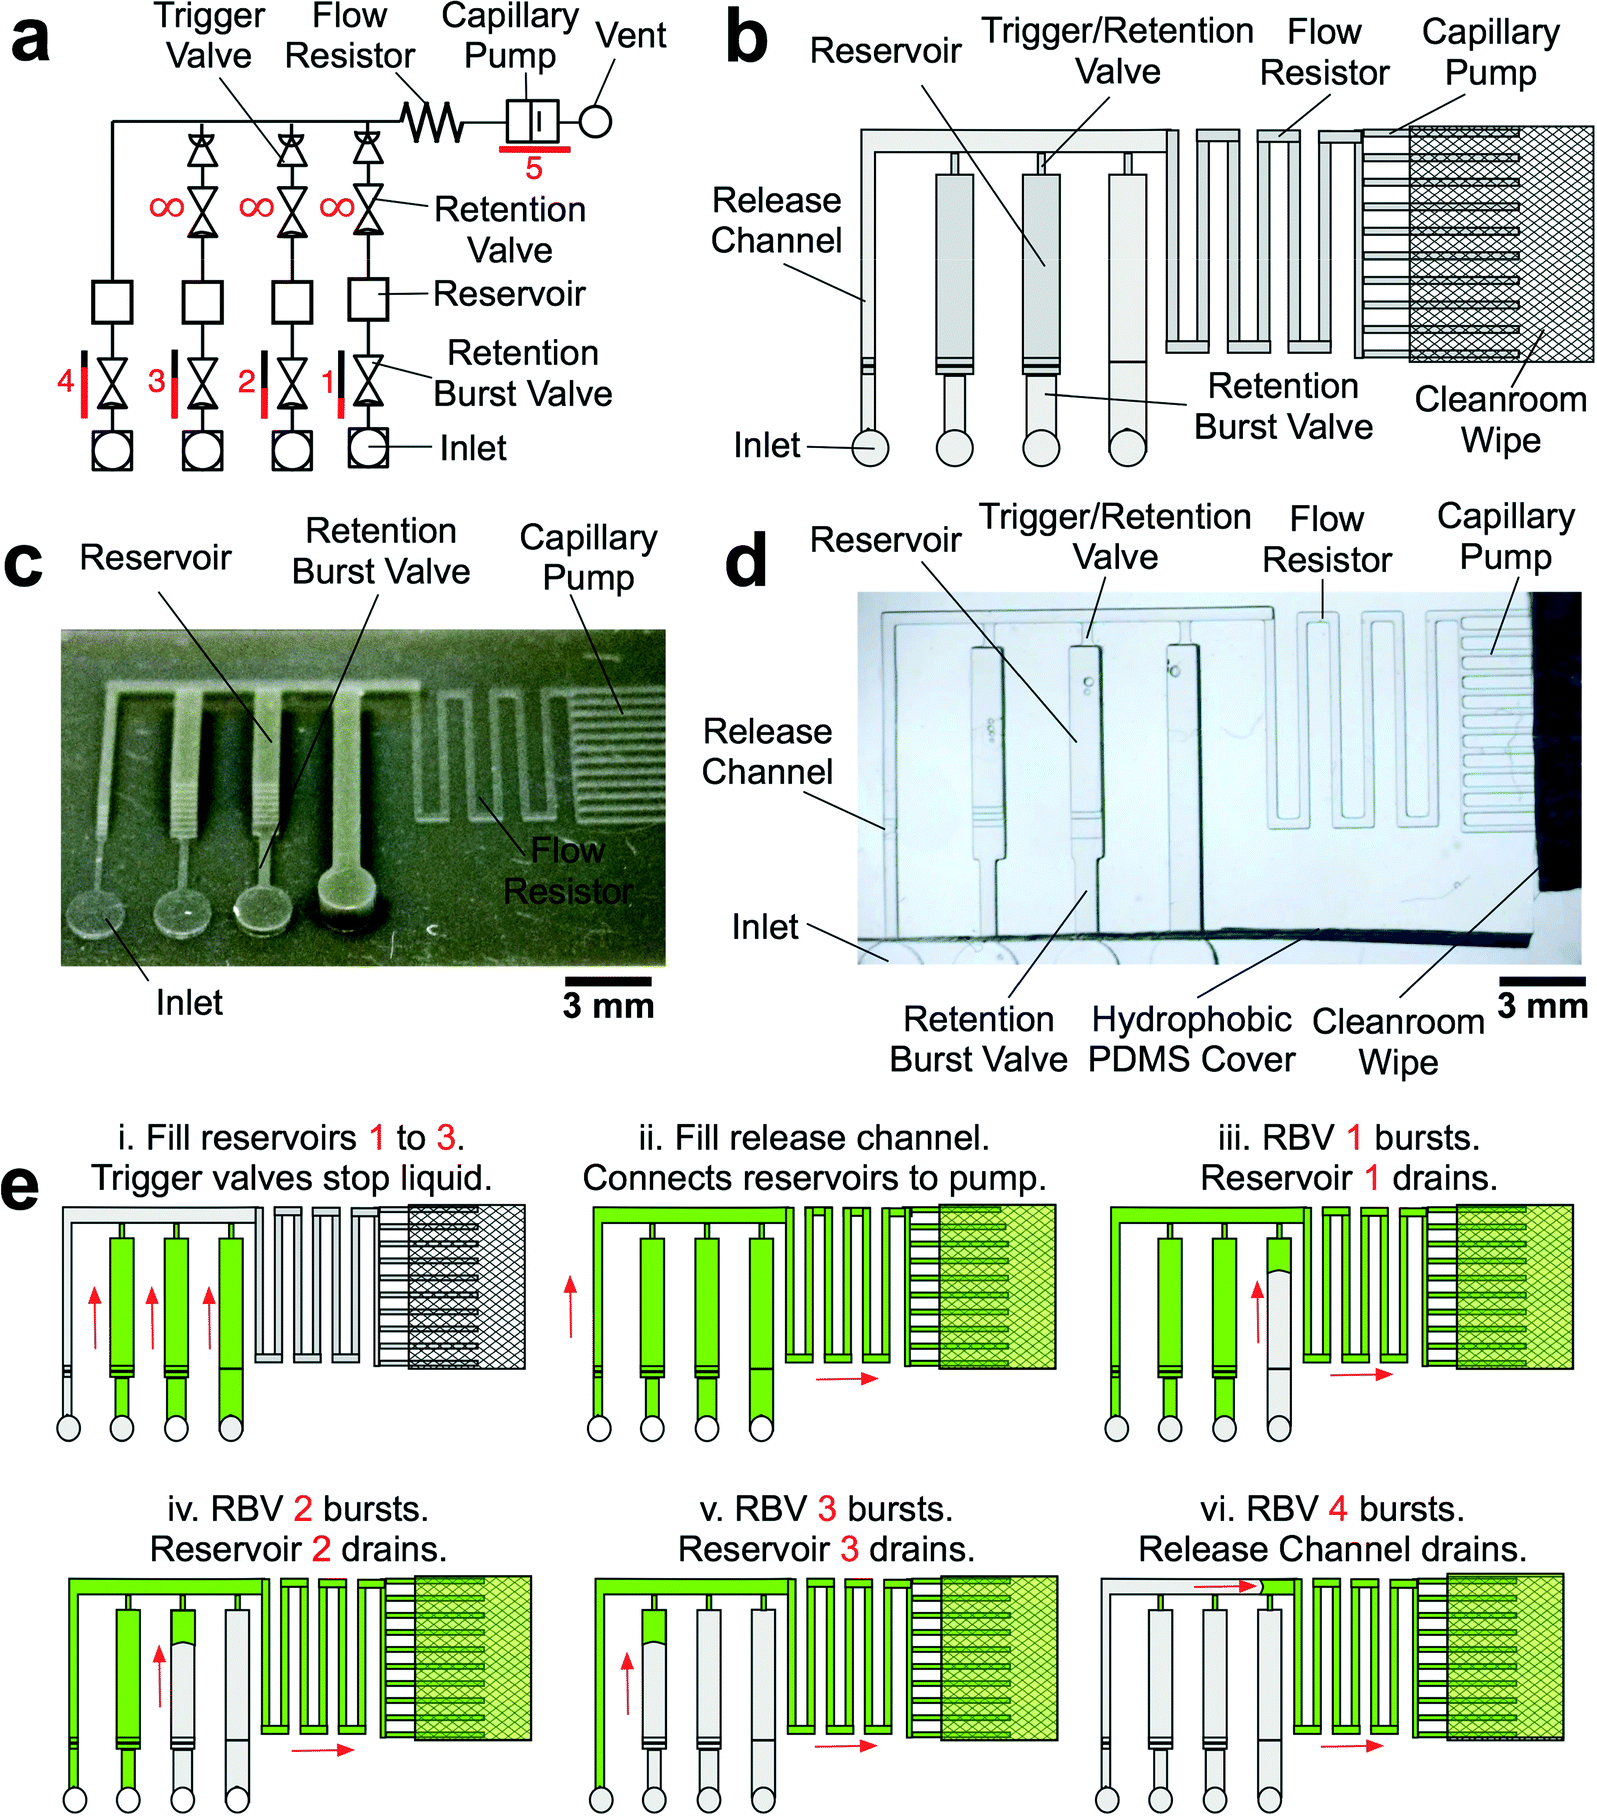 a
Trigger
Valve
Flow
Resistor
Capillary
Pump
Vent
5
∞ ∞ ∞
Retention
Valve
Reservoir
Retention
Burst Valve
4 3 2 1
Inlet
b
Reservoir
Trigger/Retention
Valve
Flow
Resistor
Capillary
Pump
Release
Channel
Retention
Burst Valve
Cleanroom
Wipe
Inlet
c
Reservoir
Retention
Burst Valve
Capillary
Pump
Flow
Resistor
Inlet
3 mm
d
Reservoir
Trigger/Retention
Valve
Flow
Resistor
Capillary
Pump
Release
Channel
Inlet
Retention
Burst Valve
Hydrophobic
PDMS Cover
Cleanroom
Wipe
3 mm
e
i. Fill reservoirs 1 to 3.
Trigger valves stop liquid.
ii. Fill release channel.
Connects reservoirs to pump.
iii. RBV 1 bursts.
Reservoir 1 drains.
iv. RBV 2 bursts.
Reservoir 2 drains.
v. RBV 3 bursts.
Reservoir 3 drains.
vi. RBV 4 bursts.
Release Channel drains.